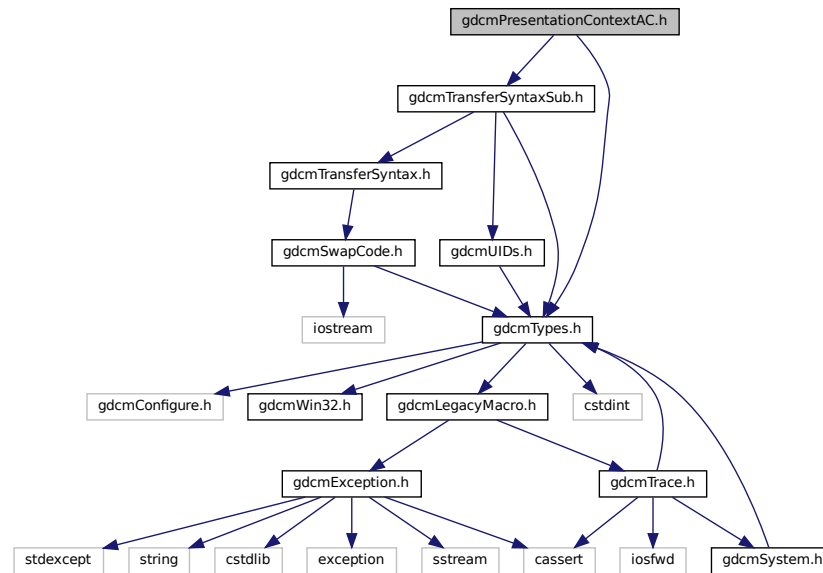 gdcmPresentationContextAC.h
gdcmTransferSyntaxSub.h
gdcmTransferSyntax.h
gdcmSwapCode.h
gdcmUIDs.h
iostream
gdcmTypes.h
gdcmConfigure.h
gdcmWin32.h
gdcmLegacyMacro.h
cstdint
gdcmException.h
gdcmTrace.h
stdexcept
string
cstdlib
exception
sstream
cassert
iosfwd
gdcmSystem.h